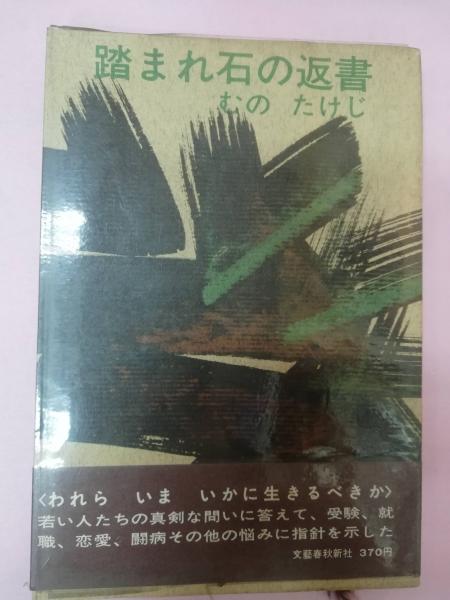 踏まれ石の返書
むの たけじ
〈われら いま いかに生きるべきか〉
若い人たちの真剣な問いに答えて、受験、就
職、恋愛、闘病その他の悩みに指針を示した
文藝春秋新社 370円